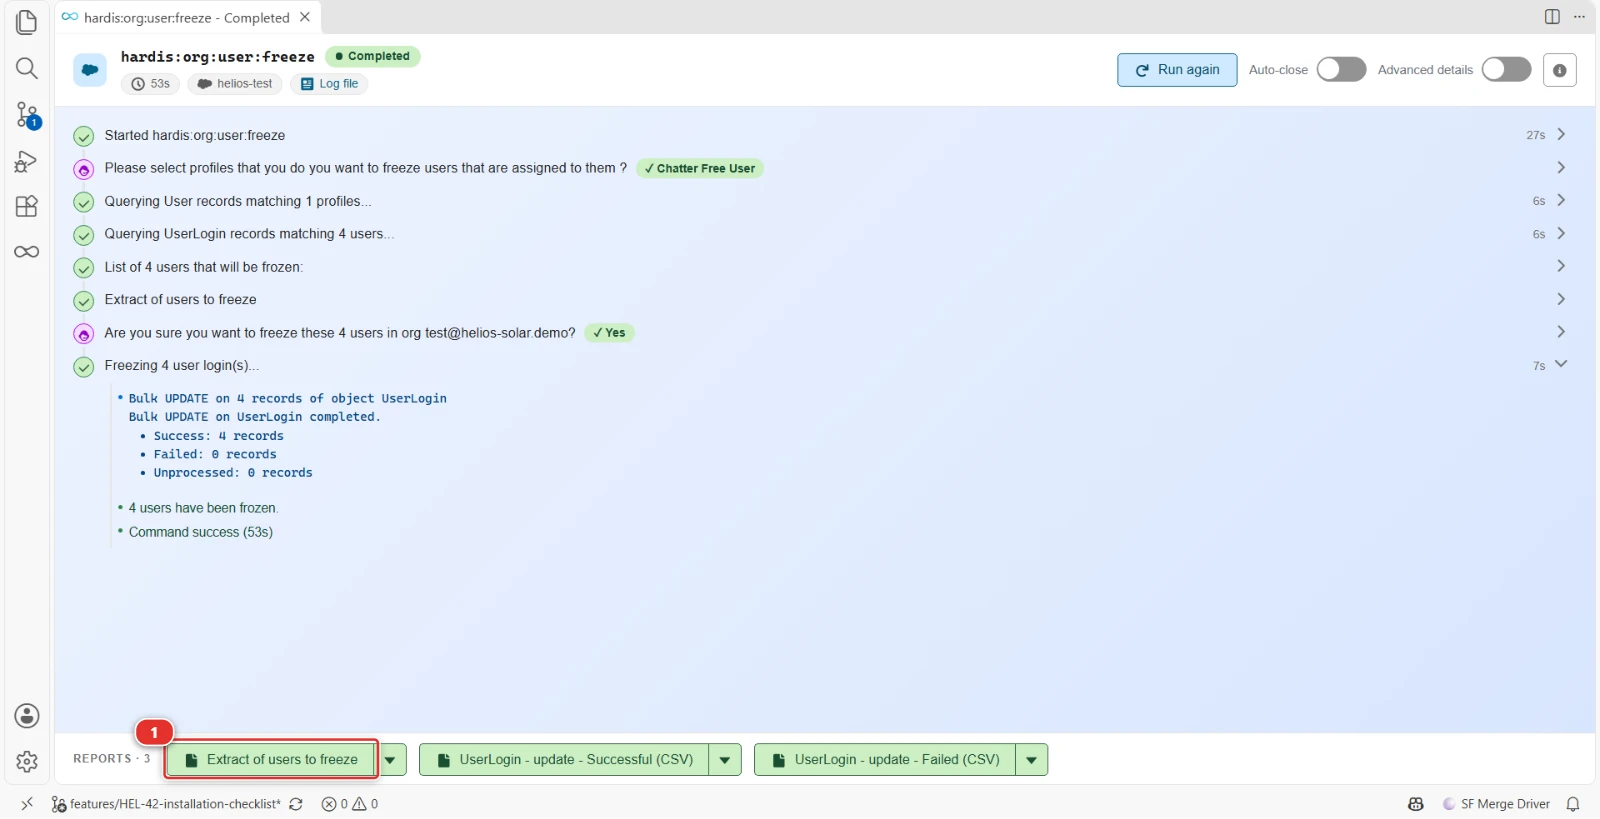 hardis:org:user:freeze - Completed
hardis:org:user:freeze
Completed
53s
helios-test
Log file
Run again
Auto-close
Advanced details
1
Started hardis:org:user:freeze
27s
Please select profiles that you do you want to freeze users that are assigned to them ?
✓ Chatter Free User
Querying User records matching 1 profiles...
6s
Querying UserLogin records matching 4 users...
6s
List of 4 users that will be frozen:
Extract of users to freeze
Are you sure you want to freeze these 4 users in org test@helios-solar.demo?
✓ Yes
Freezing 4 user login(s)...
7s
• Bulk UPDATE on 4 records of object UserLogin
Bulk UPDATE on UserLogin completed.
• Success: 4 records
• Failed: 0 records
• Unprocessed: 0 records
• 4 users have been frozen.
• Command success (53s)
1
REPORTS · 3
Extract of users to freeze
UserLogin - update - Successful (CSV)
UserLogin - update - Failed (CSV)
features/HEL-42-installation-checklist*
0
0
SF Merge Driver